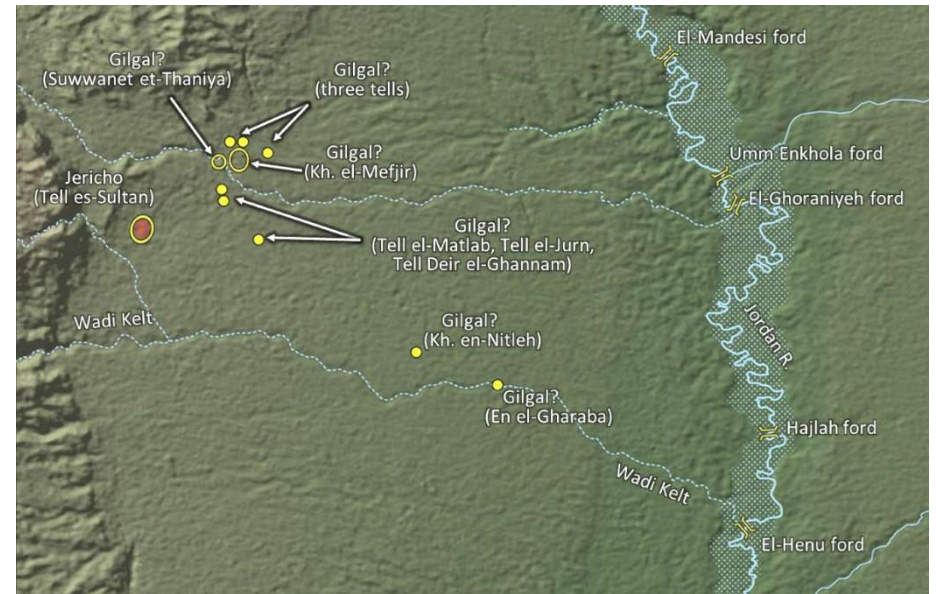 El-Mandesi ford
Gilgal?
(Suwwanet et-Thaniya)
Gilgal?
(three tells)
Gilgal?
(Kh. el-Mefjir)
Umm Enkhola ford
Jericho
(Tell es-Sultan)
El-Ghoraniyeh ford
Gilgal?
(Tell el-Matlab, Tell el-Jurn,
Tell Deir el-Ghannam)
Wadi Kelt
Gilgal?
(Kh. en-Nitleh)
Jordan R.
Gilgal?
(En el-Gharaba)
Hajlah ford
Wadi Kelt
El-Henu ford